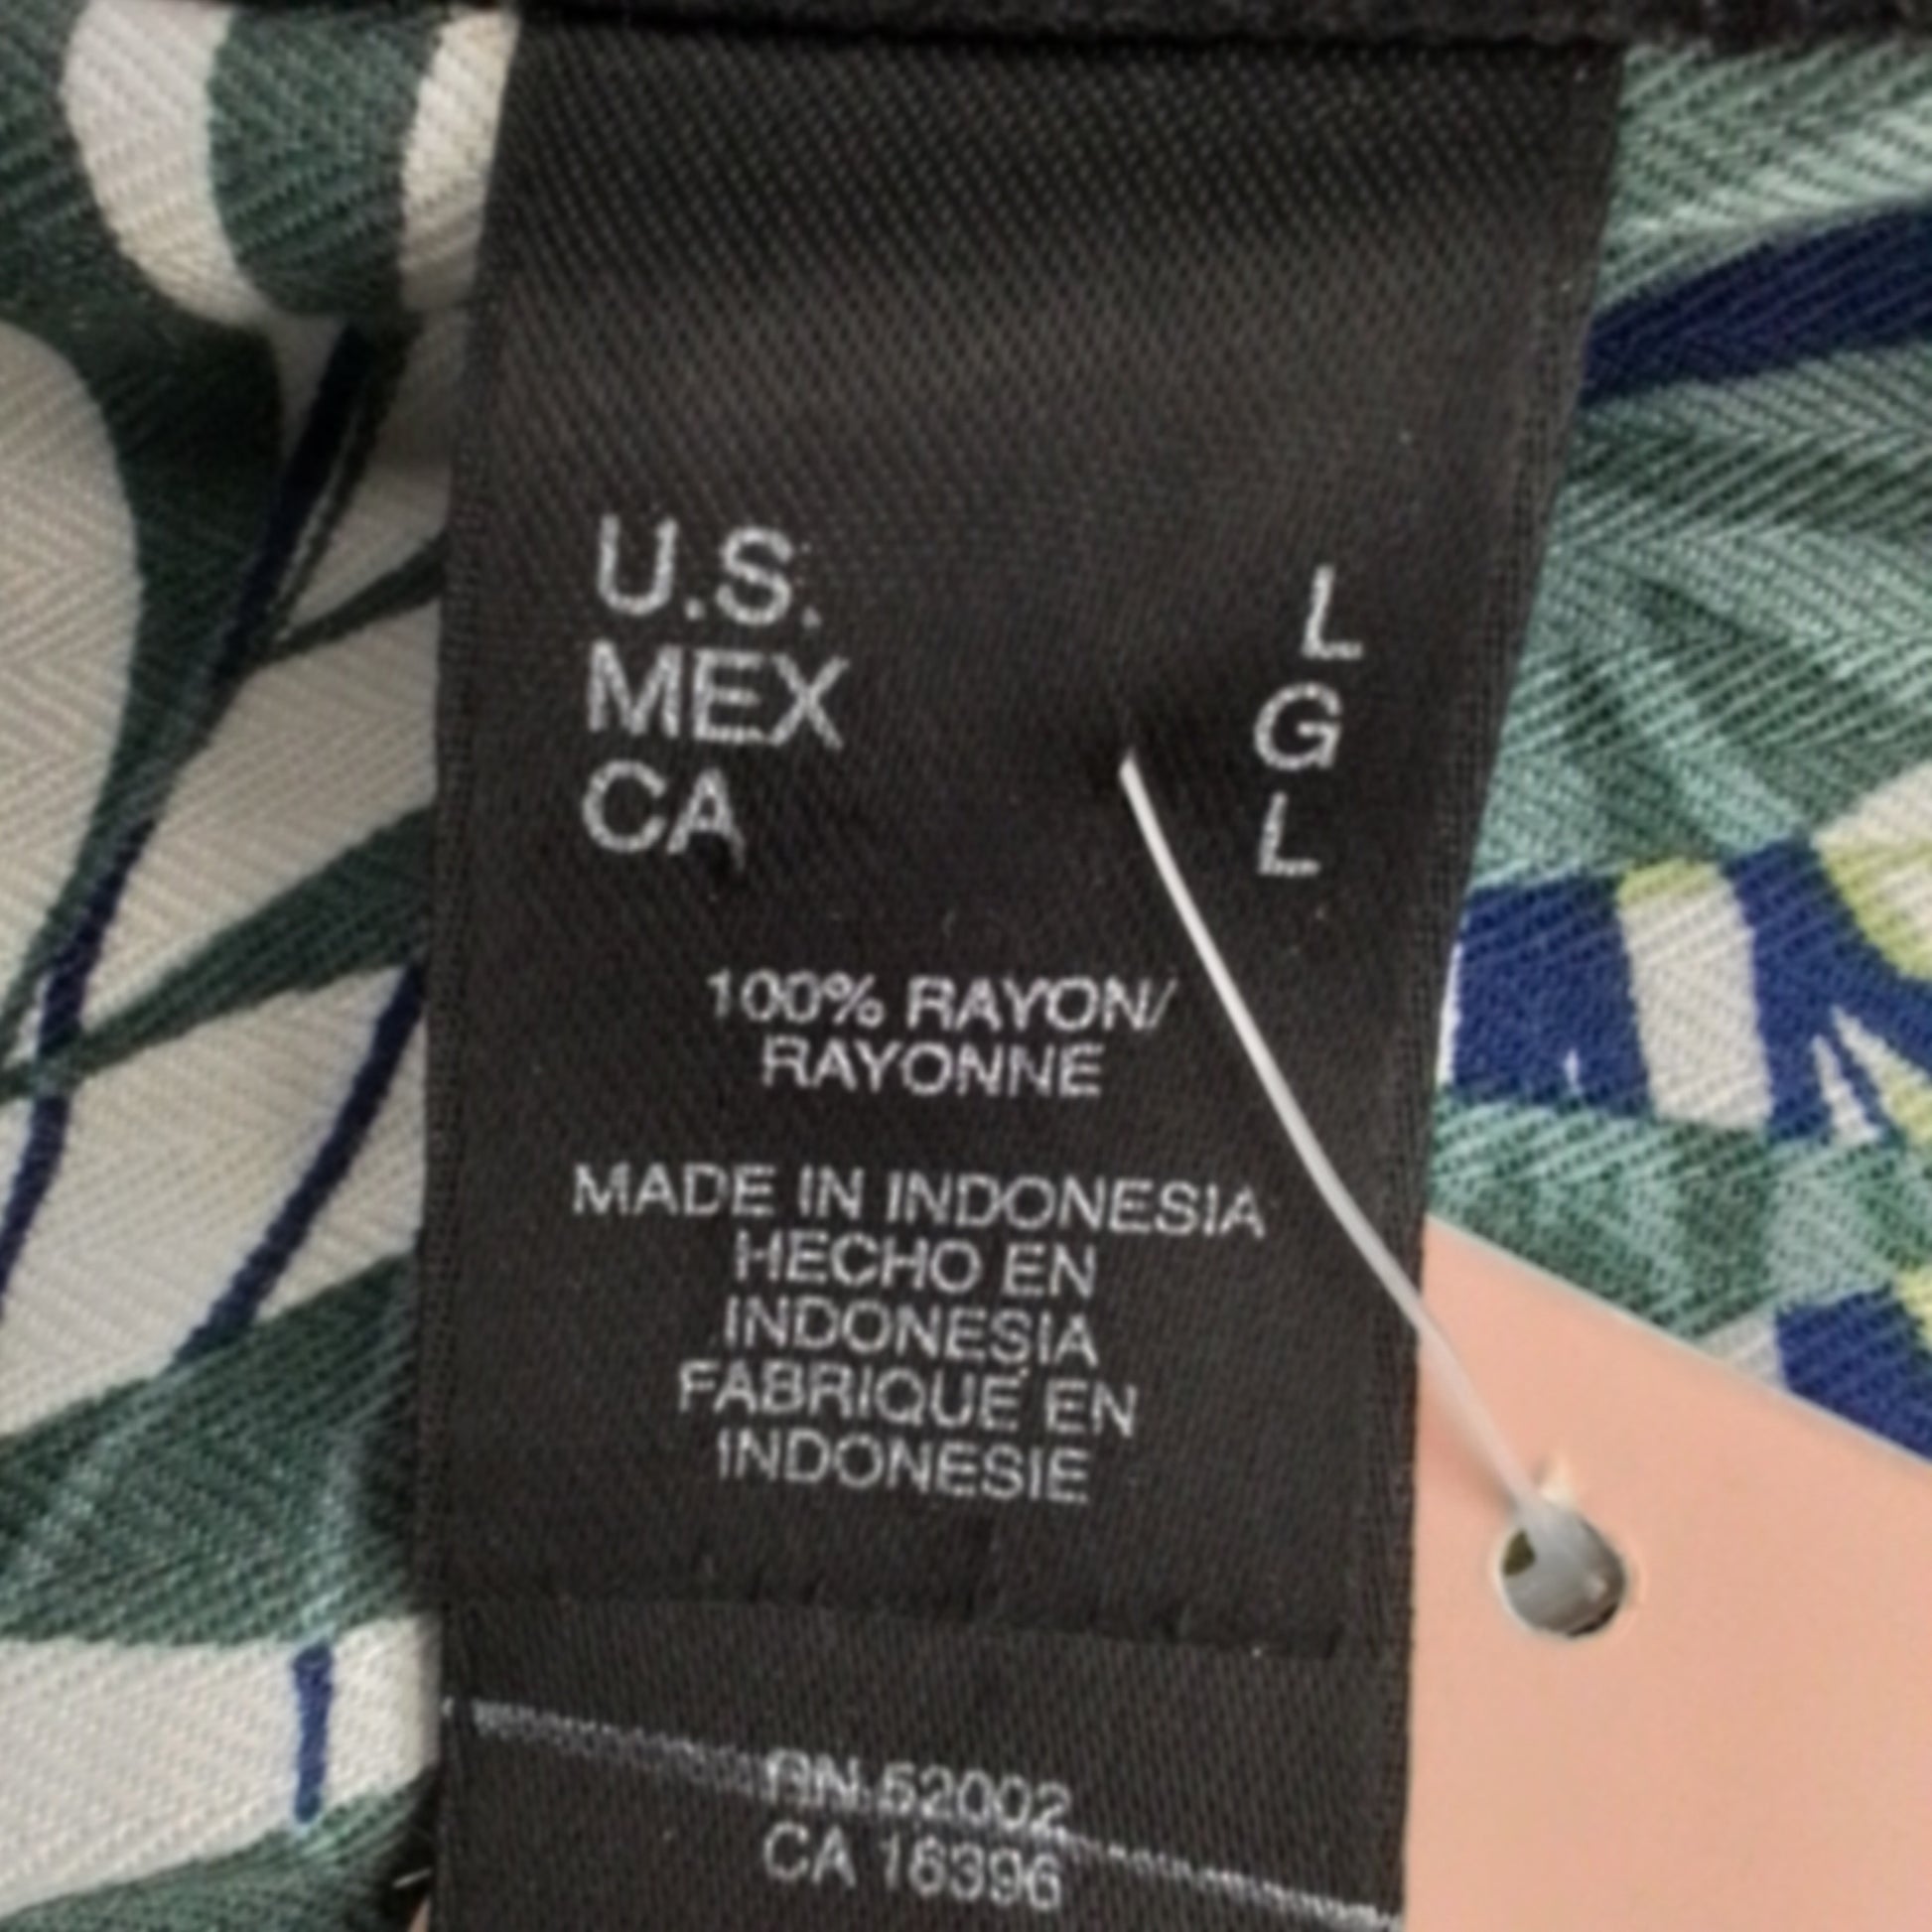 U.S. L
MEX G
CA L
100% RAYON/
RAYONNE
MADE IN INDONESIA
HECHO EN
INDONESIA
FABRIQUÉ EN
INDONESIE
RN 52002
CA 16396